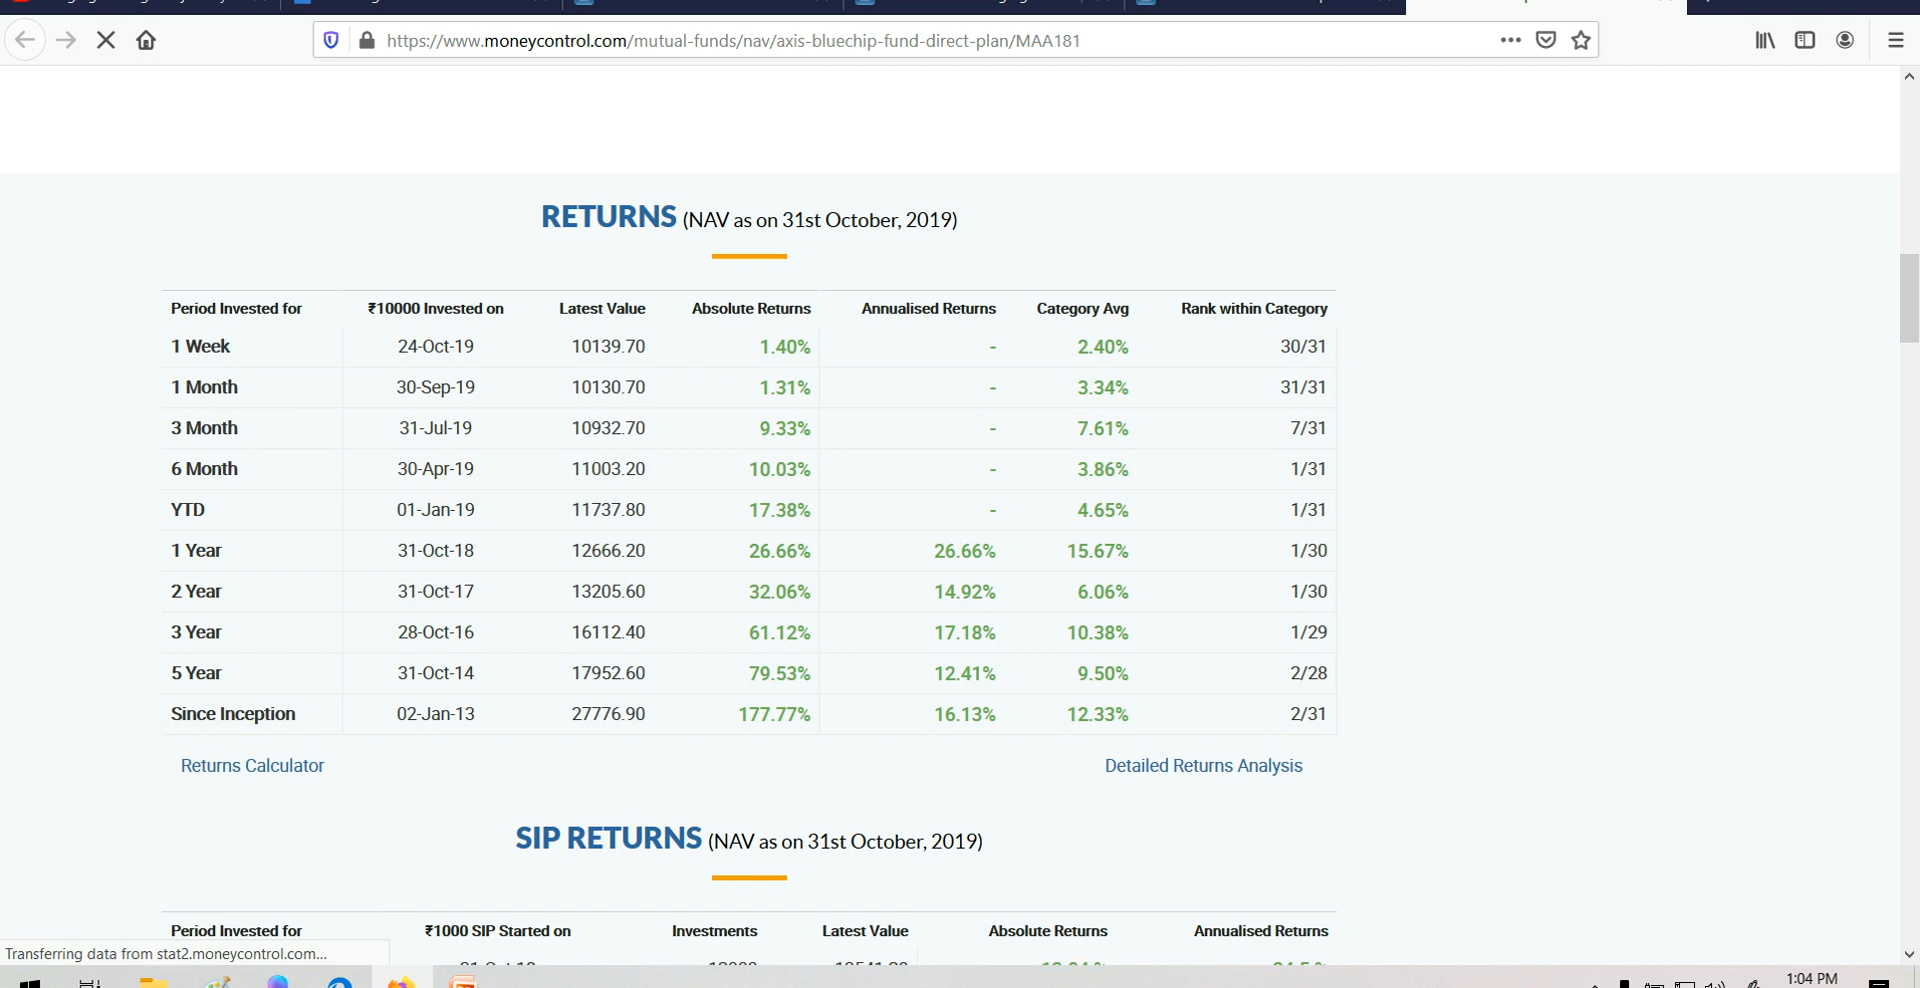 https://www.moneycontrol.com/mutual-funds/nav/axis-bluechip-fund-direct-plan/MAA181
RETURNS (NAV as on 31st October, 2019)
Period Invested for ₹10000 Invested on Latest Value Absolute Returns Annualised Returns Category Avg Rank within Category
1 Week 24-Oct-19 10139.70 1.40% - 2.40% 30/31
1 Month 30-Sep-19 10130.70 1.31% - 3.34% 31/31
3 Month 31-Jul-19 10932.70 9.33% - 7.61% 7/31
6 Month 30-Apr-19 11003.20 10.03% - 3.86% 1/31
YTD 01-Jan-19 11737.80 17.38% - 4.65% 1/31
1 Year 31-Oct-18 12666.20 26.66% 26.66% 15.67% 1/30
2 Year 31-Oct-17 13205.60 32.06% 14.92% 6.06% 1/30
3 Year 28-Oct-16 16112.40 61.12% 17.18% 10.38% 1/29
5 Year 31-Oct-14 17952.60 79.53% 12.41% 9.50% 2/28
Since Inception 02-Jan-13 27776.90 177.77% 16.13% 12.33% 2/31
Returns Calculator Detailed Returns Analysis
SIP RETURNS (NAV as on 31st October, 2019)
Period Invested for ₹1000 SIP Started on Investments Latest Value Absolute Returns Annualised Returns
Transferring data from stat2.moneycontrol.com...
1:04 PM